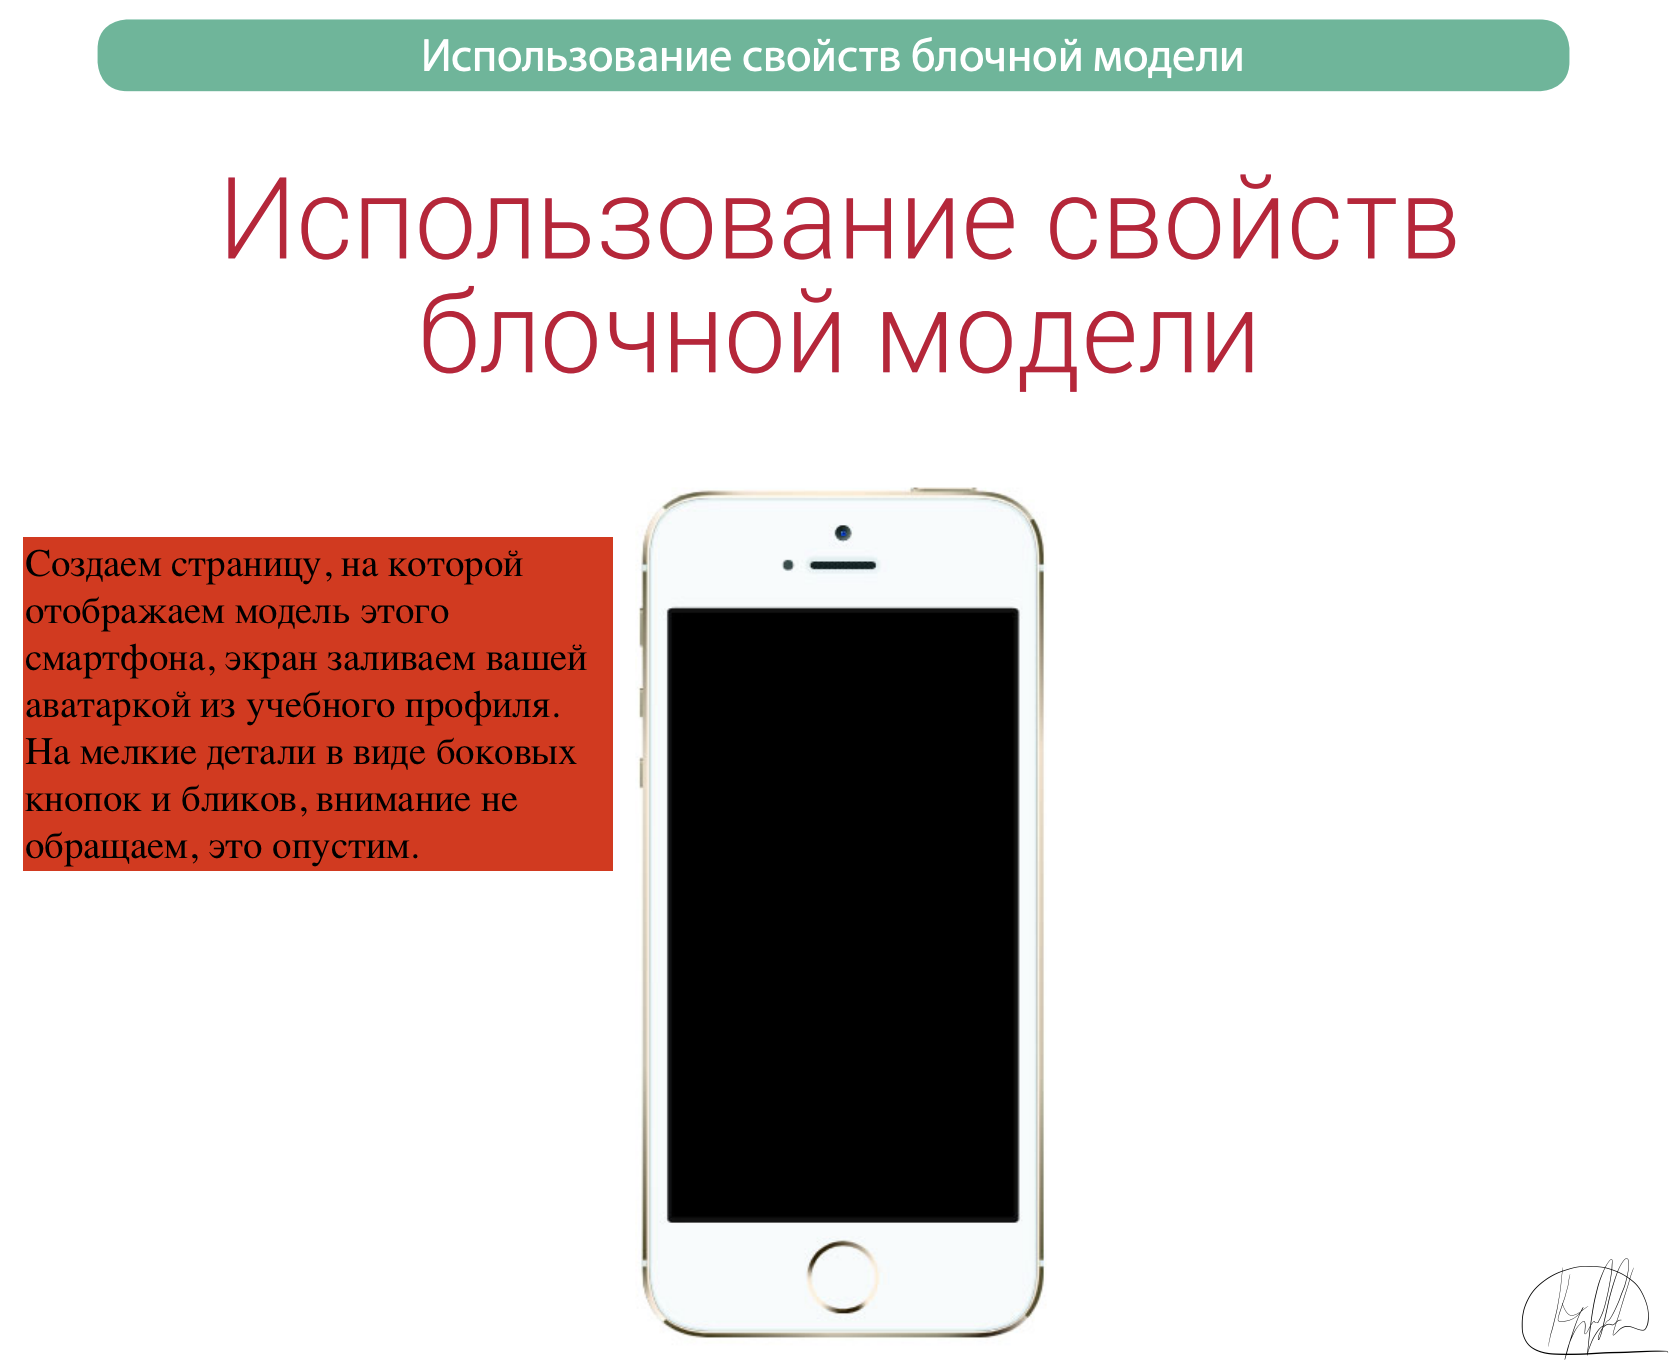 Использование свойств блочной модели
Использование свойств
блочной модели
Создаем страницу, на которой
отображаем модель этого
смартфона, экран заливаем вашей
аватаркой из учебного профиля.
На мелкие детали в виде боковых
кнопок и бликов, внимание не
обращаем, это опустим.